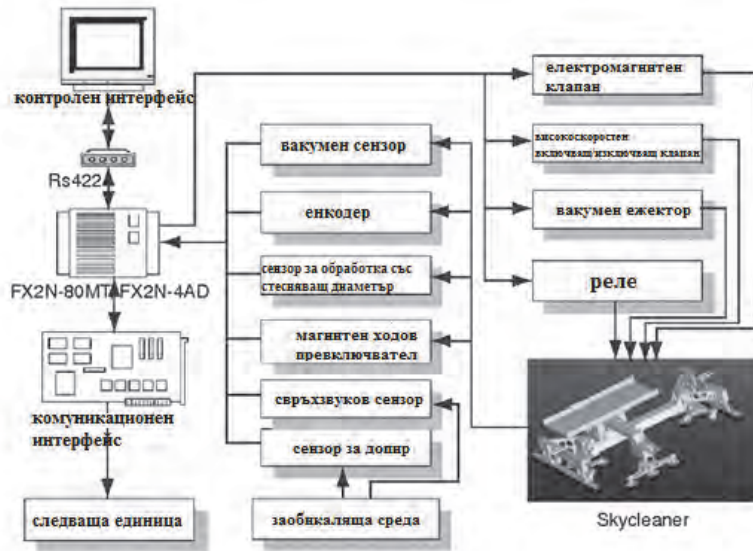 контролен интерфейс
Rs422
FX2N-80MT/FX2N-4AD
комуникационен
интерфейс
следваща единица
вакумен сензор
енкодер
сензор за обработка със
стесняващ диаметър
магнитен ходов
превключвател
свръхзвуков сензор
сензор за допир
заобикаляща среда
електромагнитен
клапан
високоскоростен
включващ/изключващ клапан
вакумен ежектор
реле
Skycleaner